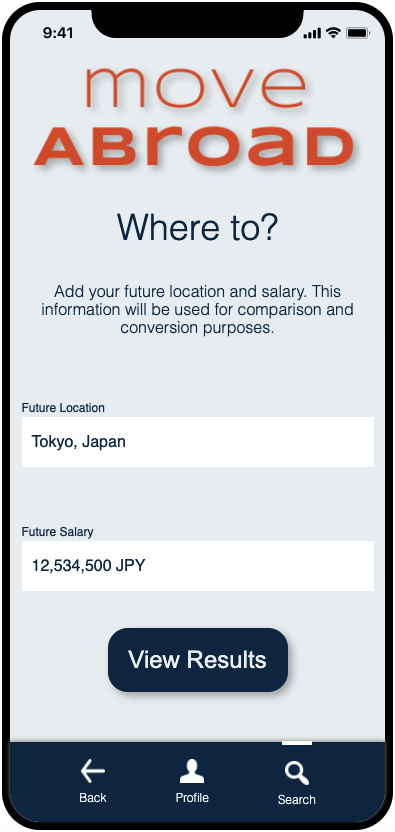 9:41
move
ABroaD
Where to?
Add your future location and salary. This
information will be used for comparison and
conversion purposes.
Future Location
Tokyo, Japan
Future Salary
12,534,500 JPY
View Results
Back Profile Search